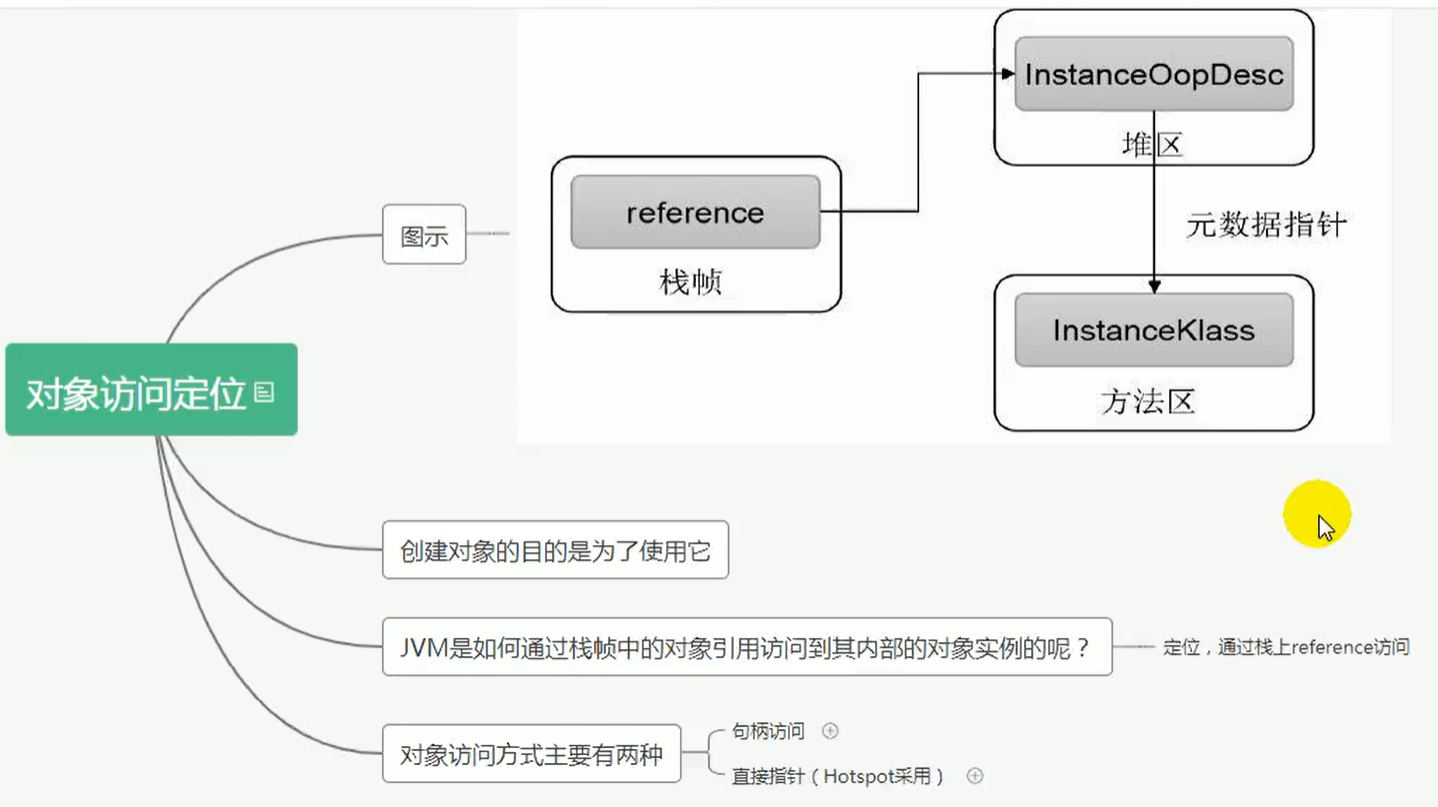 对象访问定位
图示
reference
栈帧
InstanceOopDesc
堆区
元数据指针
InstanceKlass
方法区
创建对象的目的是为了使用它
JVM是如何通过栈帧中的对象引用访问到其内部的对象实例的呢？
定位，通过栈上reference访问
对象访问方式主要有两种
句柄访问
直接指针（Hotspot采用）